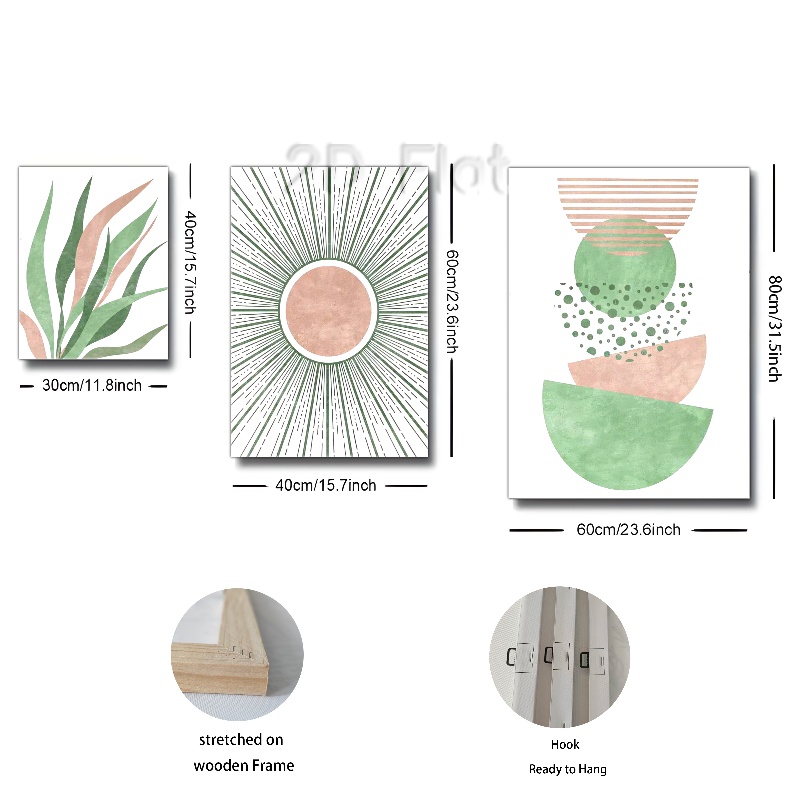 2D Flat
40cm/15.7inch
30cm/11.8inch
60cm/23.6inch
40cm/15.7inch
80cm/31.5inch
60cm/23.6inch
stretched on
wooden Frame
Hook
Ready to Hang